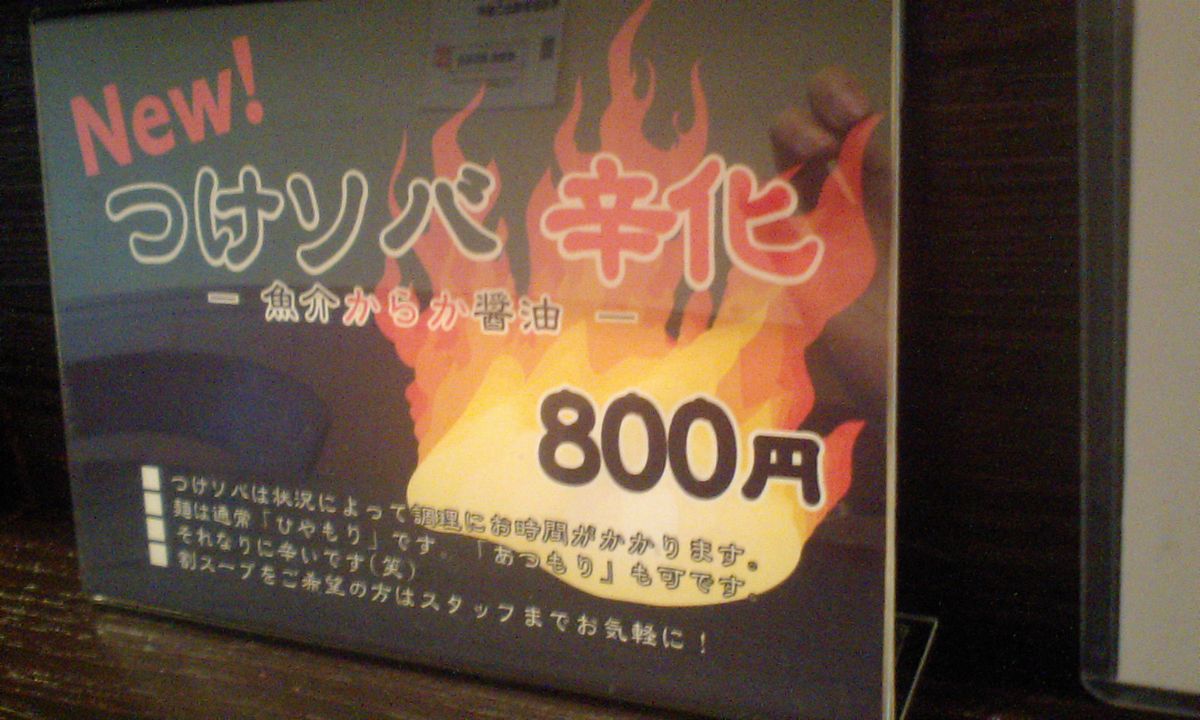 New!
つけソバ 辛化
－ 魚介からか醤油 －
800円
■ つけソバは状況によって調理にお時間がかかります。
■ 麺は通常「ひやもり」です。「あつもり」も可です。
■ それなりに辛いです(笑)
■ 割スープをご希望の方はスタッフまでお気軽に！